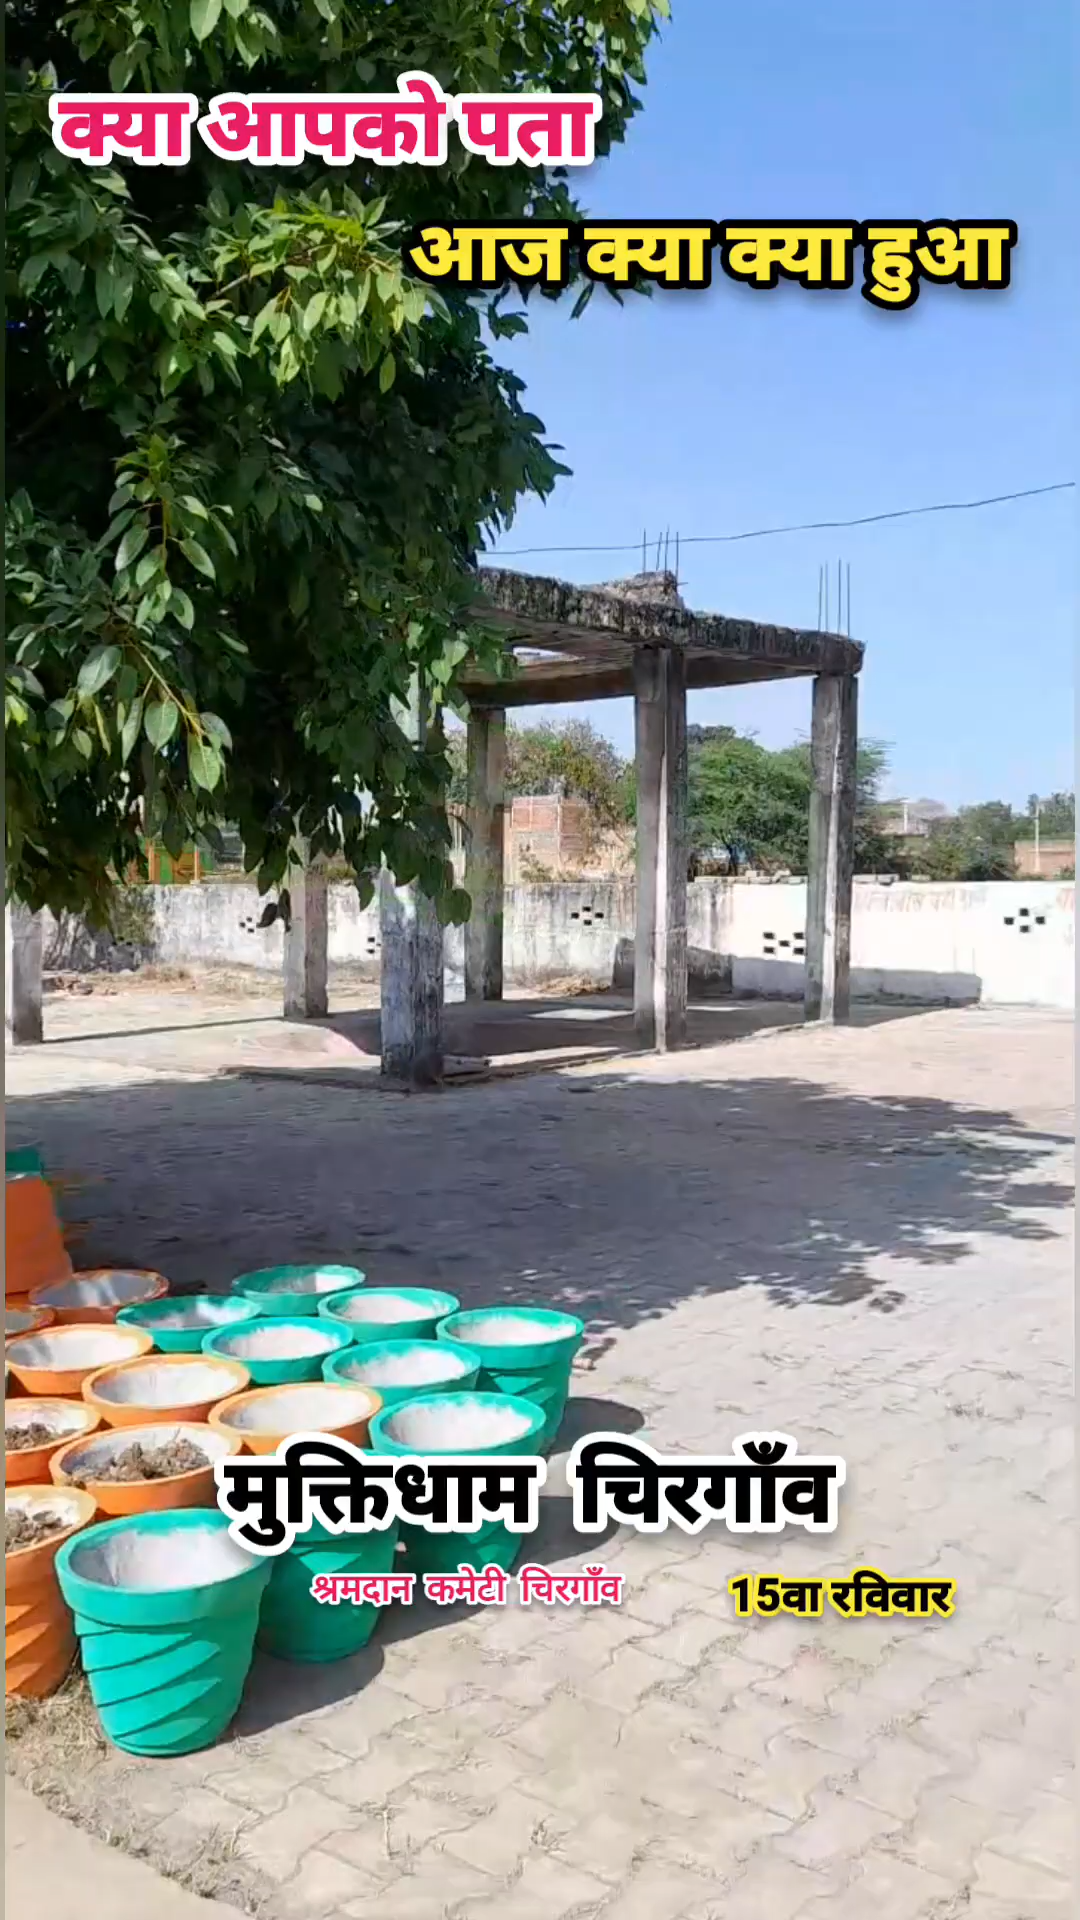 क्या आपको पता
आज क्या क्या हुआ
मुक्तिधाम चिरगाँव
श्रमदान कमेटी चिरगाँव
15वा रविवार